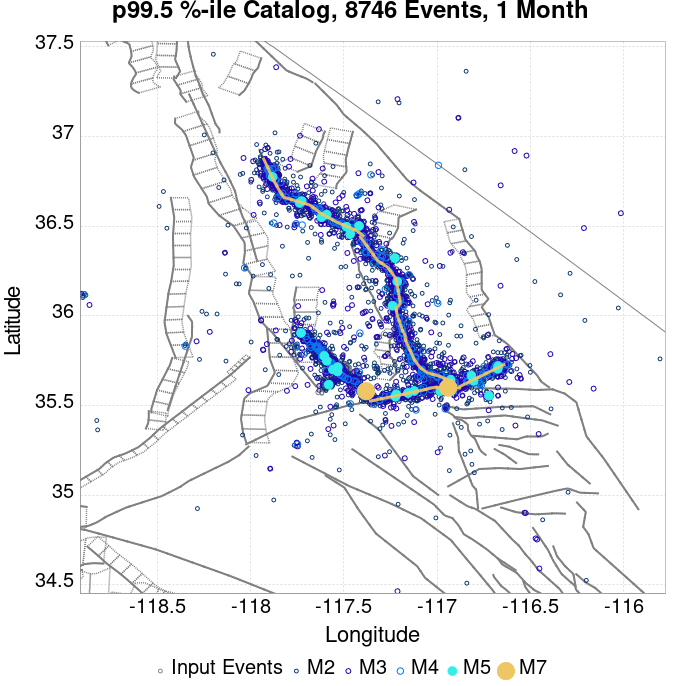 p99.5 %-ile Catalog, 8746 Events, 1 Month
37.5
37
36.5
36
35.5
35
34.5
Latitude
-118.5 -118 -117.5 -117 -116.5 -116
Longitude
Input Events M2 M3 M4 M5 M7